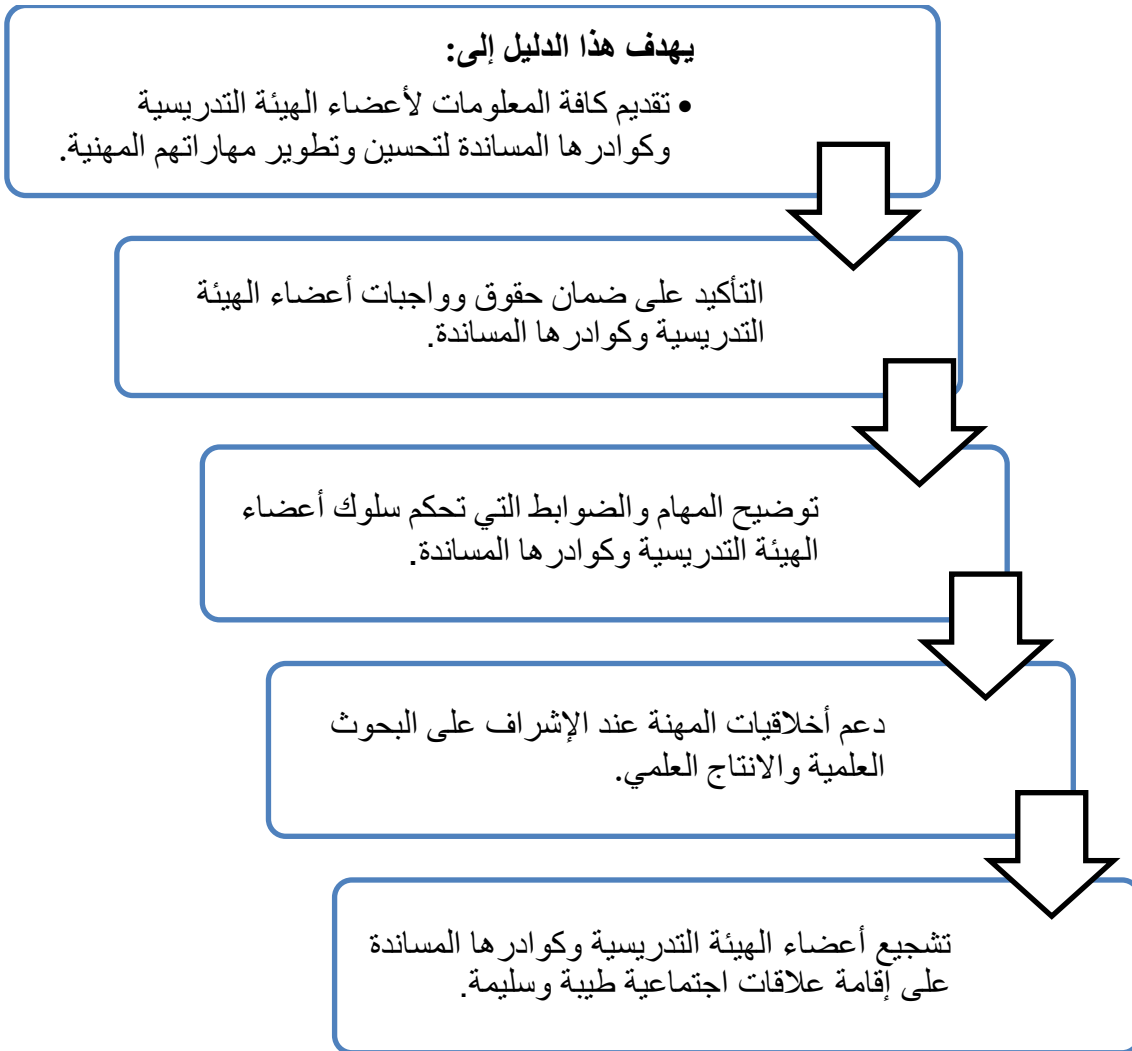 يهدف هذا الدليل إلى:
• تقديم كافة المعلومات لأعضاء الهيئة التدريسية
وكوادرها المساندة لتحسين وتطوير مهاراتهم المهنية.
التأكيد على ضمان حقوق وواجبات أعضاء الهيئة
التدريسية وكوادرها المساندة.
توضيح المهام والضوابط التي تحكم سلوك أعضاء
الهيئة التدريسية وكوادرها المساندة.
دعم أخلاقيات المهنة عند الإشراف على البحوث
العلمية والانتاج العلمي.
تشجيع أعضاء الهيئة التدريسية وكوادرها المساندة
على إقامة علاقات اجتماعية طيبة وسليمة.